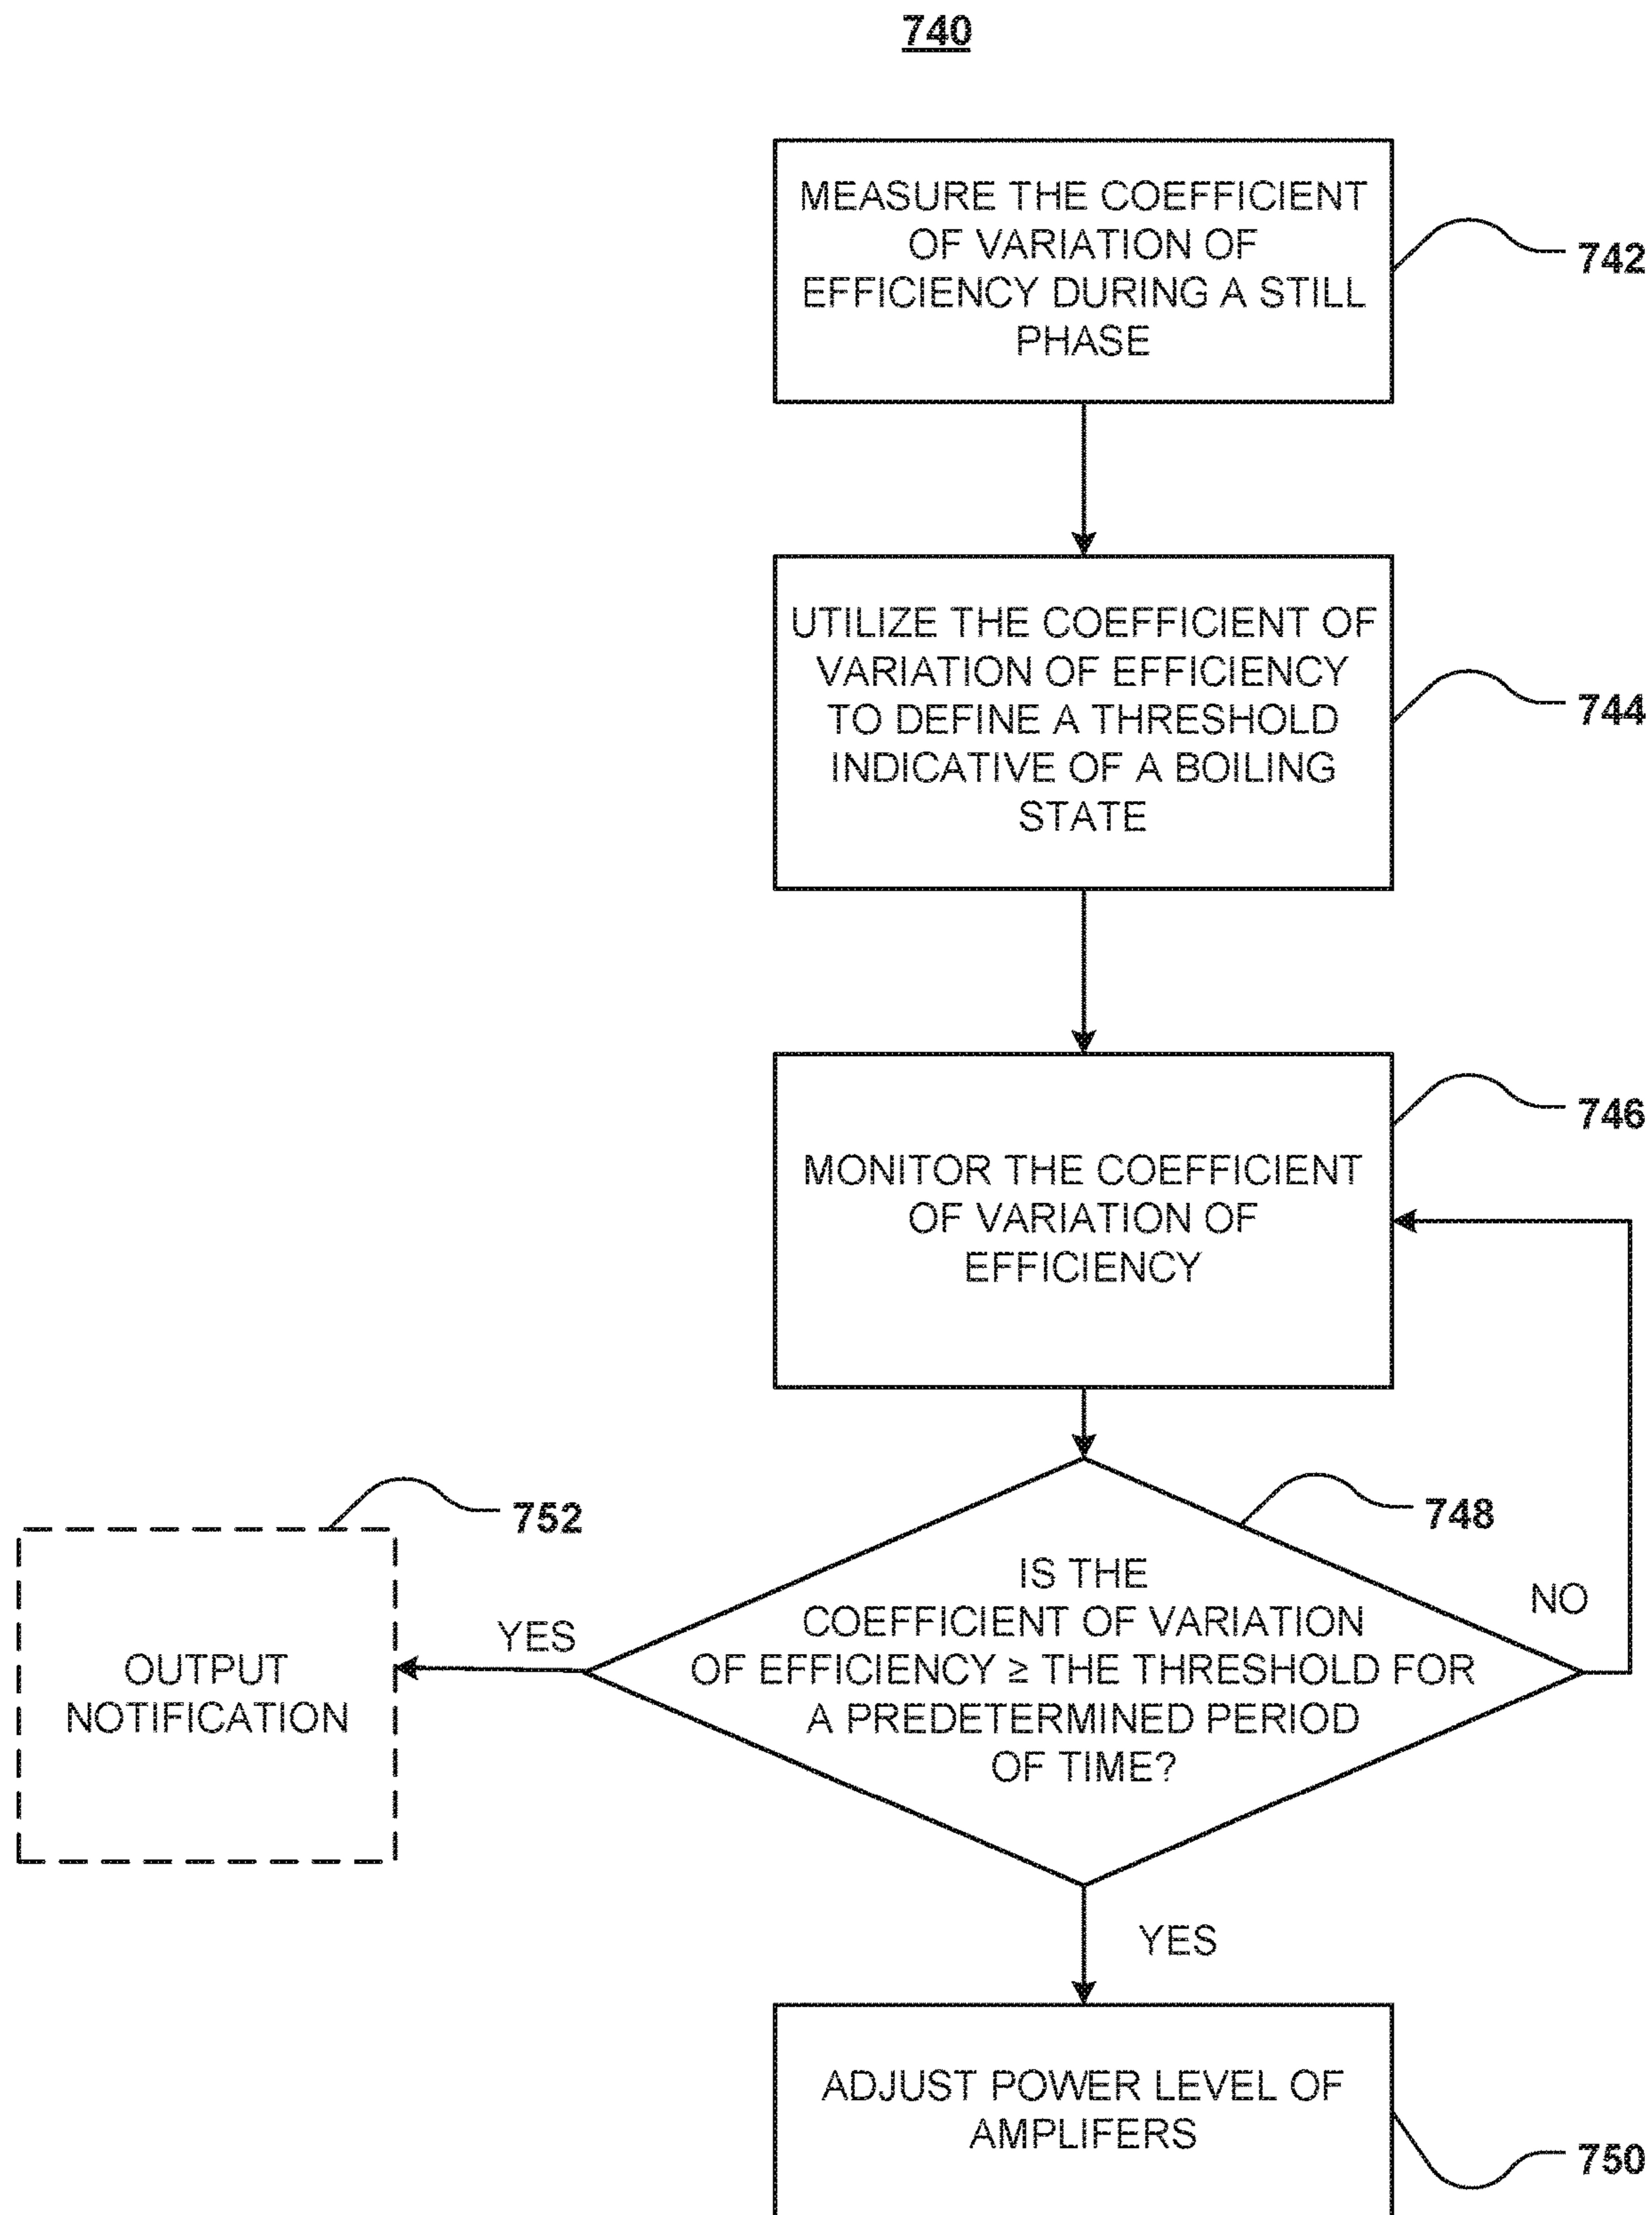 740
MEASURE THE COEFFICIENT
OF VARIATION OF
EFFICIENCY DURING A STILL
PHASE
742
UTILIZE THE COEFFICIENT OF
VARIATION OF EFFICIENCY
TO DEFINE A THRESHOLD
INDICATIVE OF A BOILING
STATE
744
746
MONITOR THE COEFFICIENT
OF VARIATION OF
EFFICIENCY
752
748
IS THE
COEFFICIENT OF VARIATION
OF EFFICIENCY ≥ THE THRESHOLD FOR
A PREDETERMINED PERIOD
OF TIME?
NO
YES
OUTPUT
NOTIFICATION
YES
ADJUST POWER LEVEL OF
AMPLIFERS
750